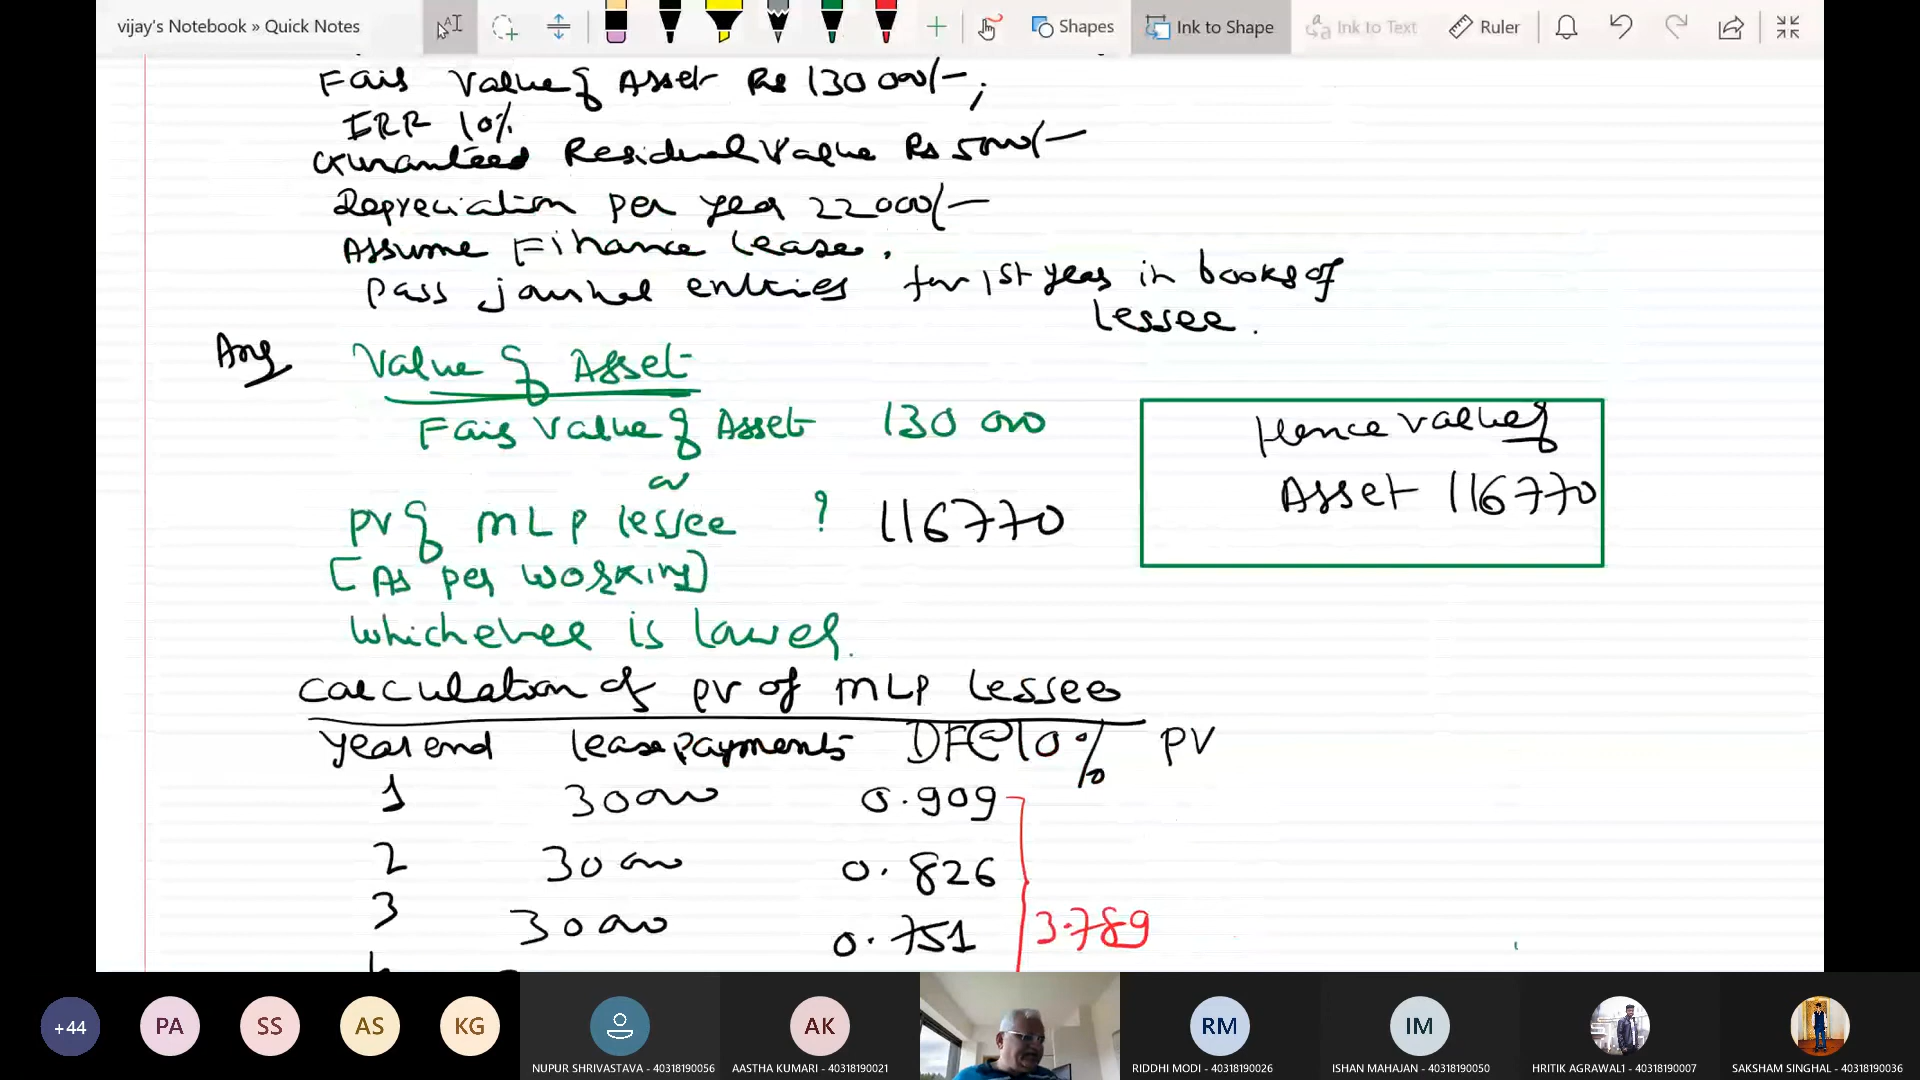 vijay's Notebook » Quick Notes
Shapes
Ink to Shape
Ink to Text
Ruler
Fair Value of Asset Rs 130000/-;
IRR 10%
Guranteed Residual Value Rs 5000/-
Depreciation per year 22000/-
Assume Finance Lease.
Pass journal entries for 1st year in books of
lessee.
Ans
Value of Asset
Fair Value of Asset 130 000
or
PV of MLP lessee ? 116770
[As per working]
whichever is lower.
Hence value of
Asset 116770
Calculation of PV of MLP Lessee
Year end Lease payments DF@10% PV
1 30000 0.909
2 30000 0.826
3 30000 0.751
3.789
+44
PA
SS
AS
KG
AK
RM
IM
NUPUR SHRIVASTAVA - 40318190056
AASTHA KUMARI - 40318190021
RIDDHI MODI - 40318190026
ISHAN MAHAJAN - 40318190050
HRITIK AGRAWAL1 - 40318190007
SAKSHAM SINGHAL - 40318190036